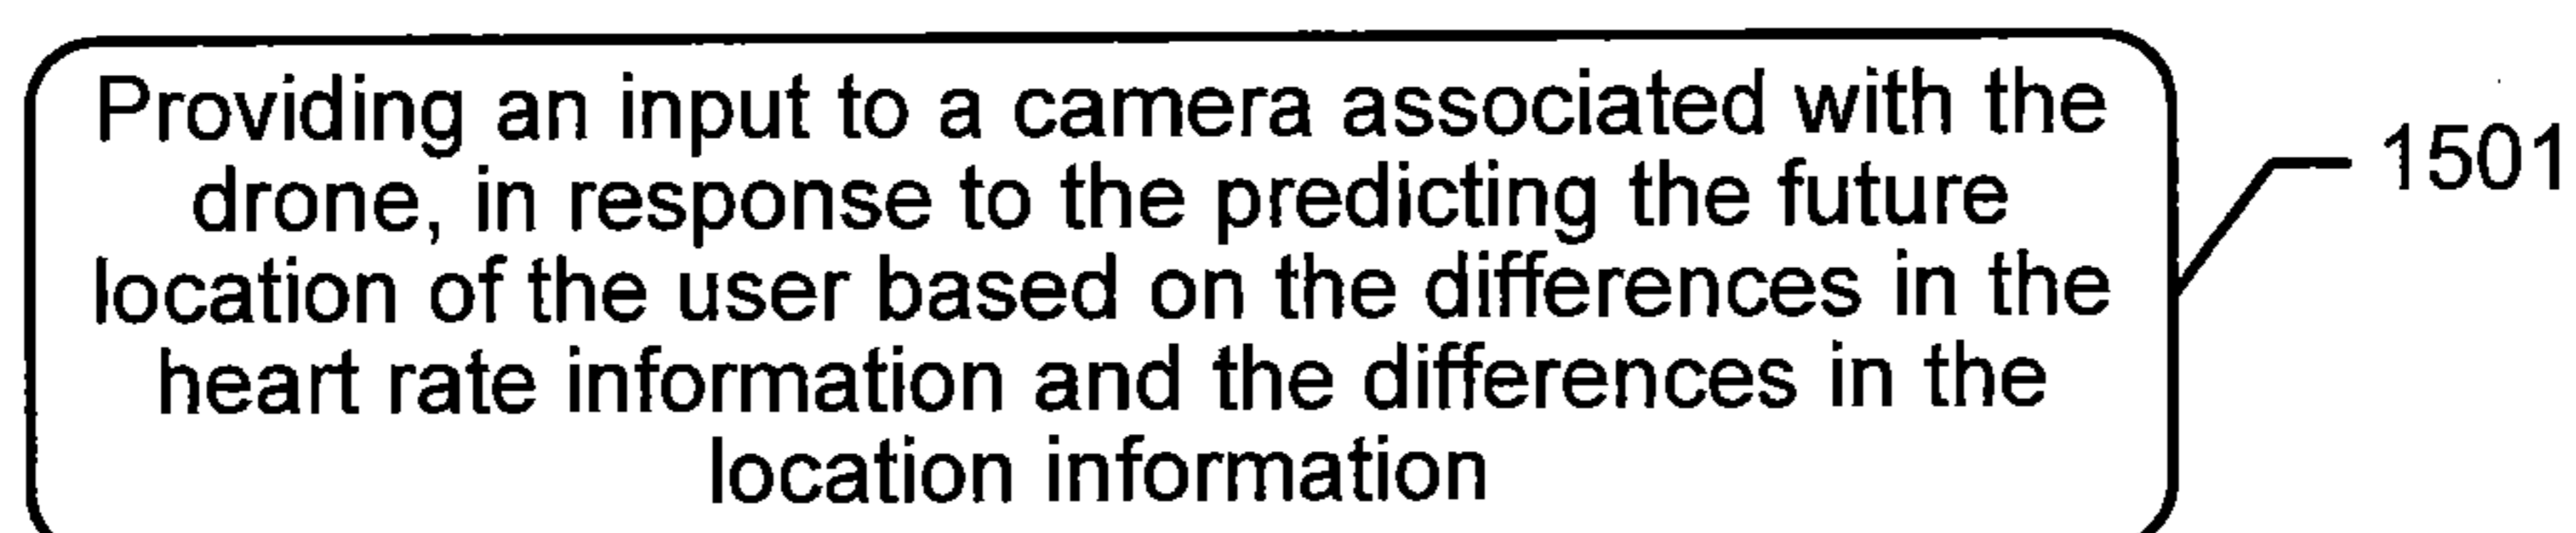 Providing an input to a camera associated with the
drone, in response to the predicting the future
location of the user based on the differences in the
heart rate information and the differences in the
location information
1501